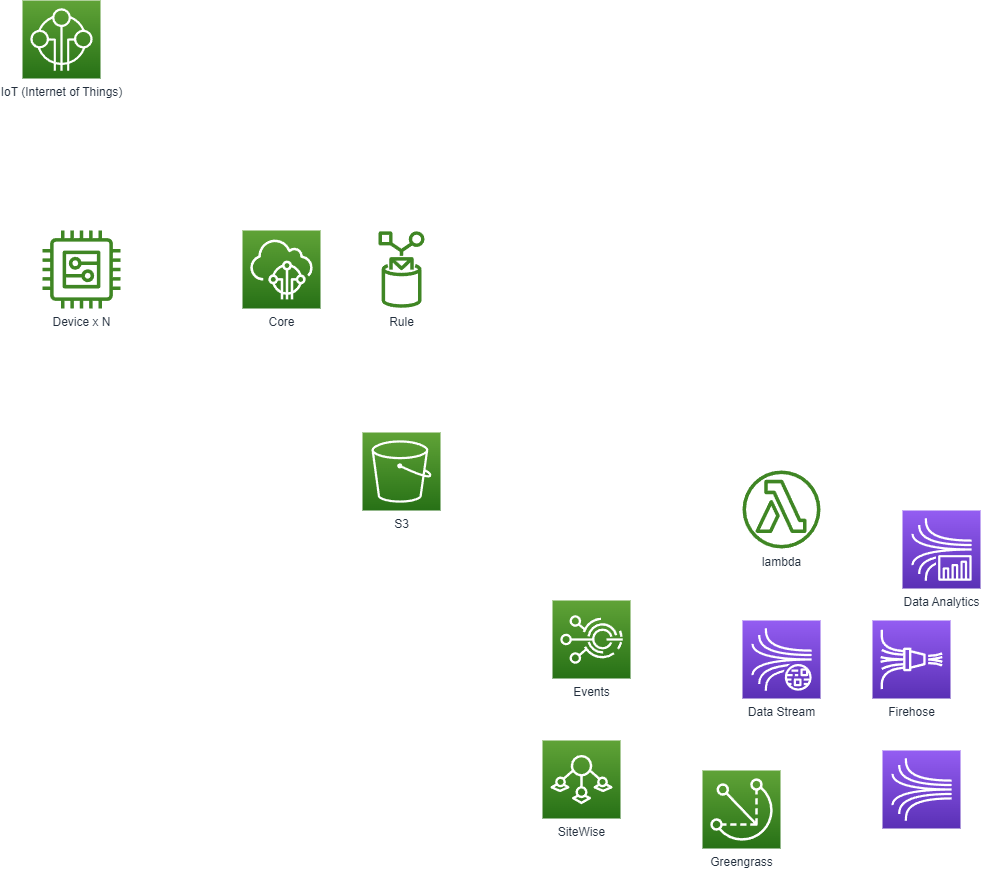 IoT (Internet of Things)
Device x N
Core
Rule
S3
lambda
Data Analytics
Events
Data Stream
Firehose
SiteWise
Greengrass